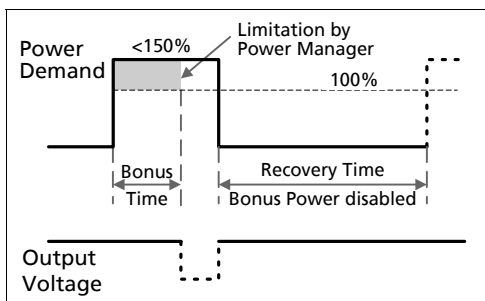 Power
Demand
<150%
Limitation by
Power Manager
100%
Bonus
Time
Recovery Time
Bonus Power disabled
Output
Voltage